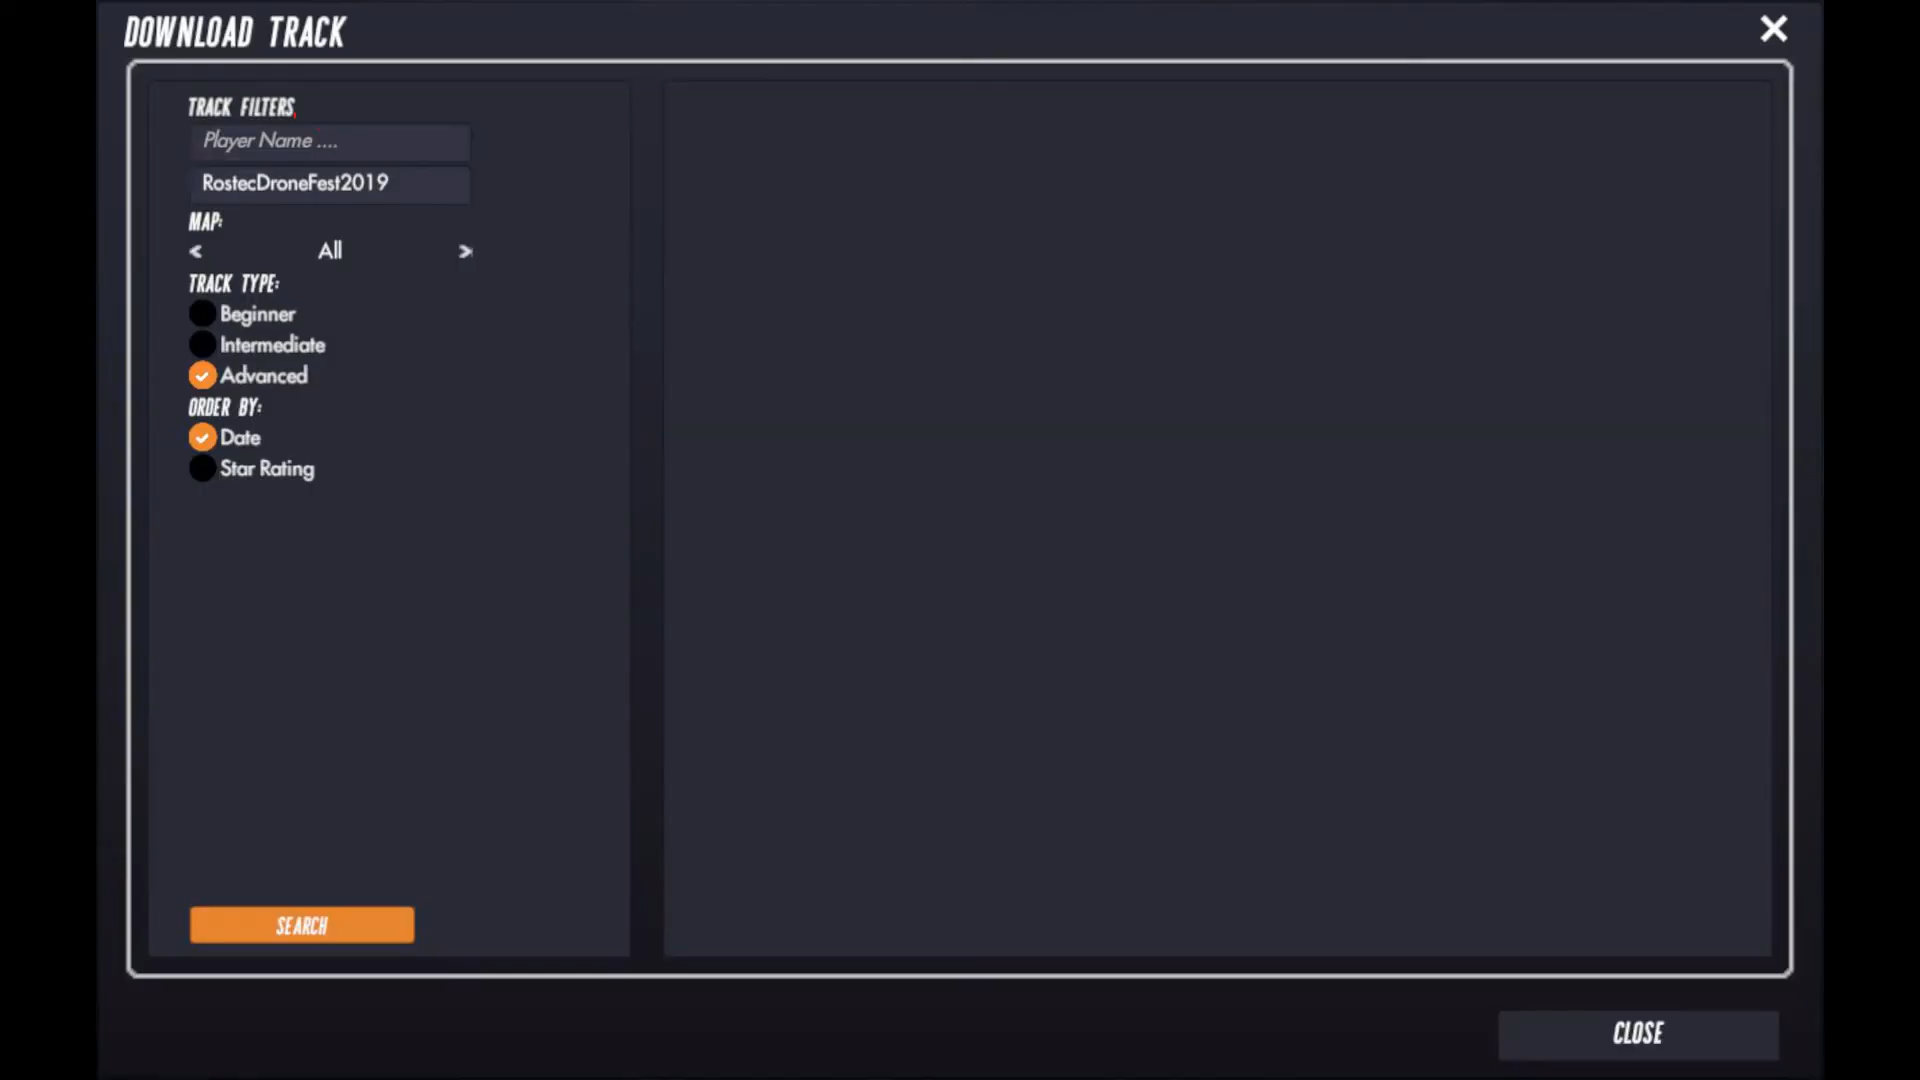 DOWNLOAD TRACK
TRACK FILTERS
Player Name ....
RostecDroneFest2019
MAP:
< All >
TRACK TYPE:
Beginner
Intermediate
Advanced
ORDER BY:
Date
Star Rating
SEARCH
CLOSE